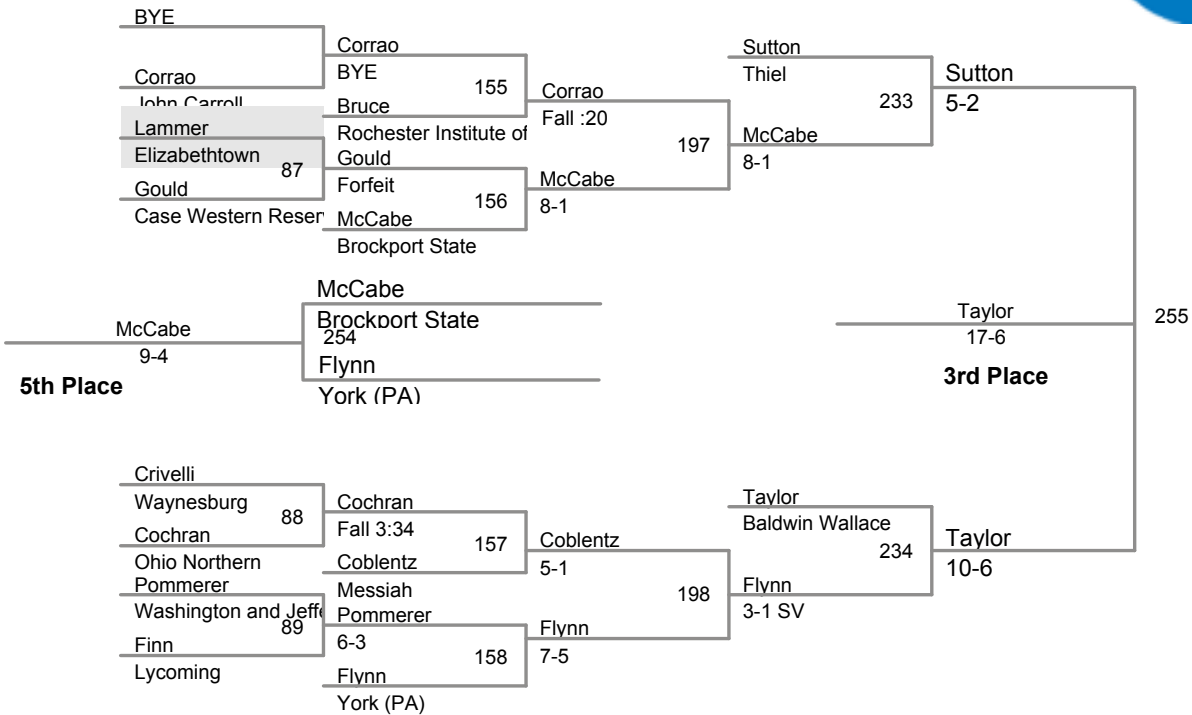 BYE
Corrao
John Carroll
Lammer
Elizabethtown
87
Gould
Case Western Reser
Corrao
BYE
155
Bruce
Rochester Institute of
Gould
Forfeit
156
McCabe
Brockport State
Corrao
Fall :20
197
McCabe
8-1
Sutton
Thiel
233
McCabe
8-1
Sutton
5-2
McCabe
9-4
5th Place
McCabe
Brockport State
254
Flynn
York (PA)
Taylor
17-6
3rd Place
255
Crivelli
Waynesburg
88
Cochran
Ohio Northern
Pommerer
Washington and Jeffe
89
Finn
Lycoming
Cochran
Fall 3:34
157
Coblentz
Messiah
Pommerer
6-3
158
Flynn
York (PA)
Coblentz
5-1
198
Flynn
7-5
Taylor
Baldwin Wallace
234
Flynn
3-1 SV
Taylor
10-6